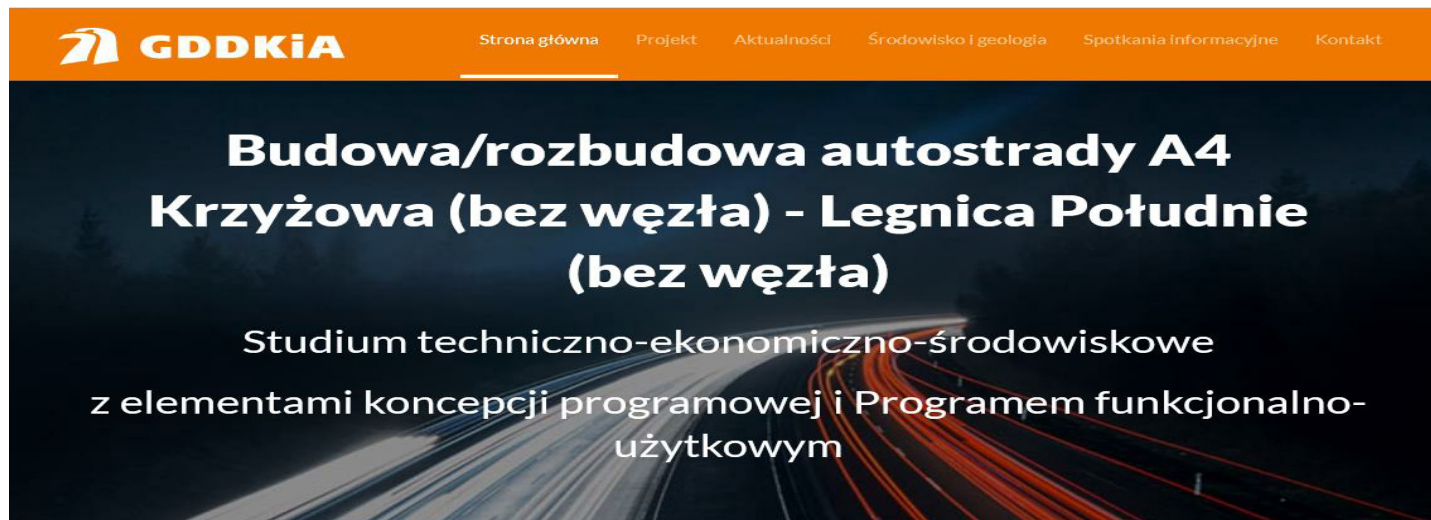 GDDKiA
Strona główna Projekt Aktualności Środowisko i geologia Spotkania informacyjne Kontakt
Budowa/rozbudowa autostrady A4
Krzyżowa (bez węzła) - Legnica Południe
(bez węzła)
Studium techniczno-ekonomiczno-środowiskowe
z elementami koncepcji programowej i Programem funkcjonalno-
użytkowym